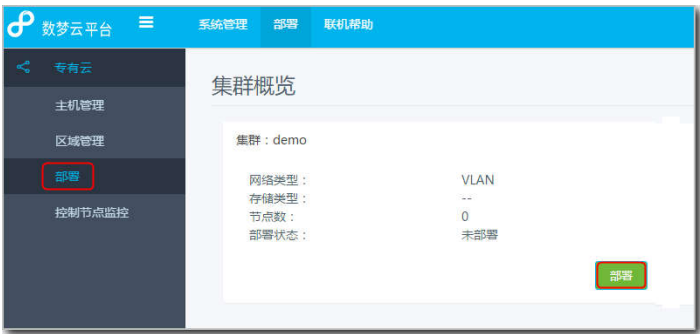 数梦云平台
系统管理 部署 联机帮助
专有云
主机管理
区域管理
部署
控制节点监控
集群概览
集群：demo
网络类型： VLAN
存储类型： --
节点数： 0
部署状态： 未部署
部署